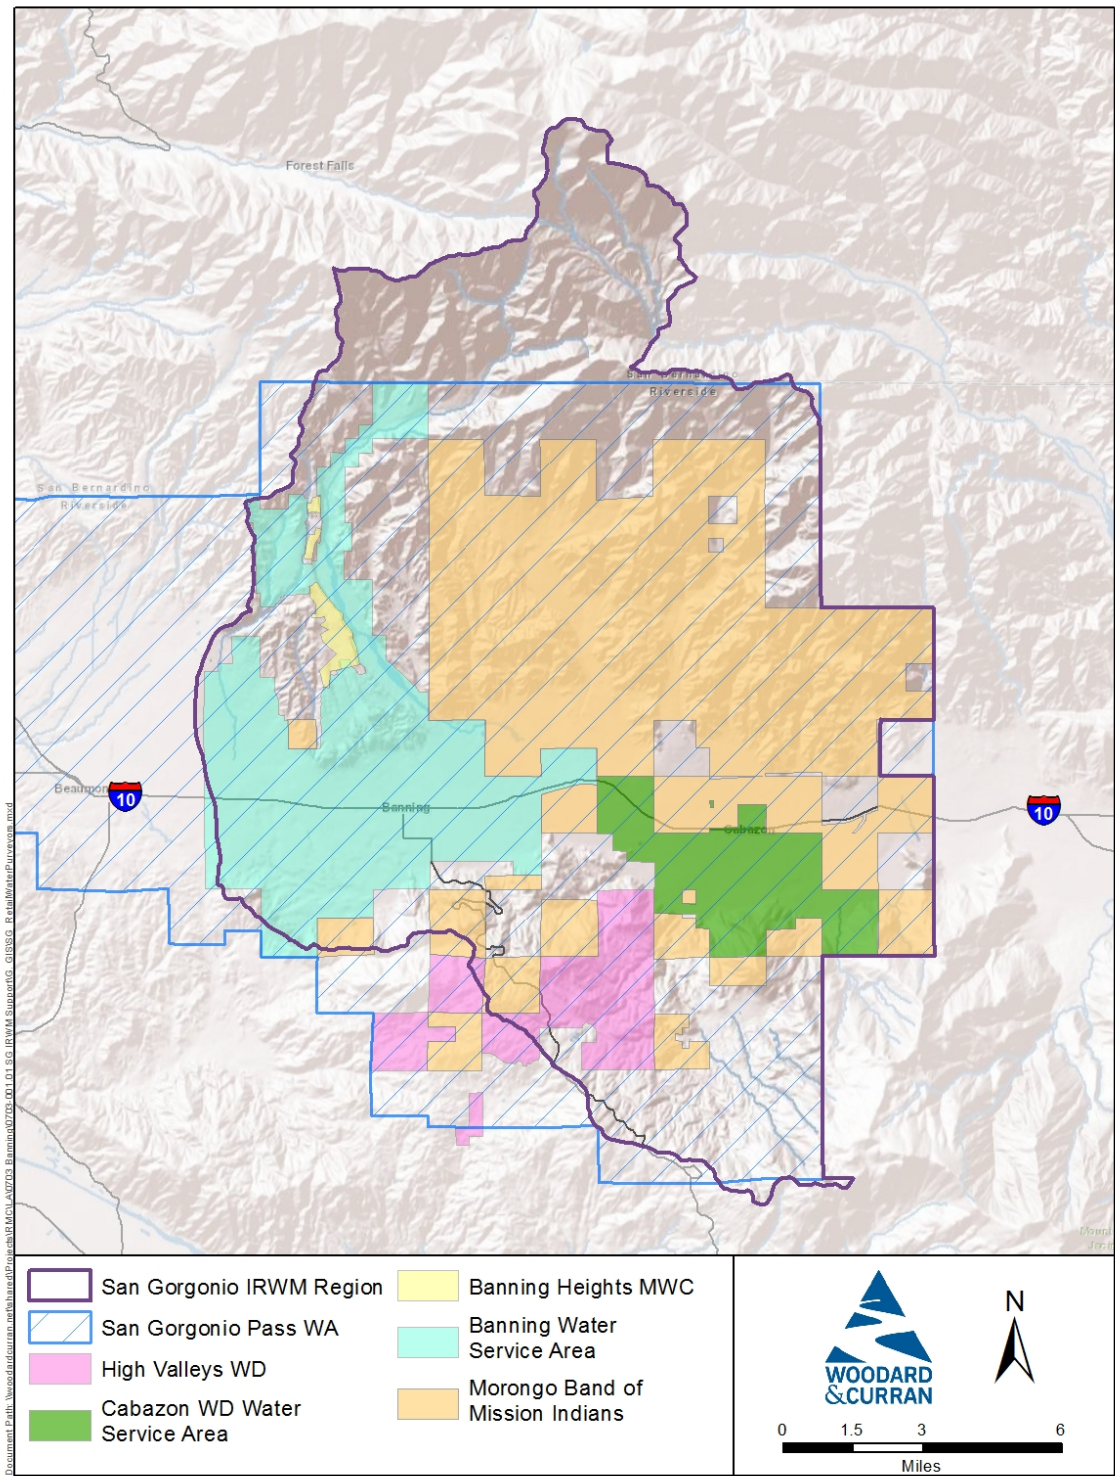 Forest Falls
San Bernardino
Riverside
San Bernardino
Riverside
Beaumon
10
Banning
Cabazon
10
San Gorgonio IRWM Region
San Gorgonio Pass WA
High Valleys WD
Cabazon WD Water
Service Area
Banning Heights MWC
Banning Water
Service Area
Morongo Band of
Mission Indians
WOODARD
&CURRAN
N
0 1.5 3 6
Miles